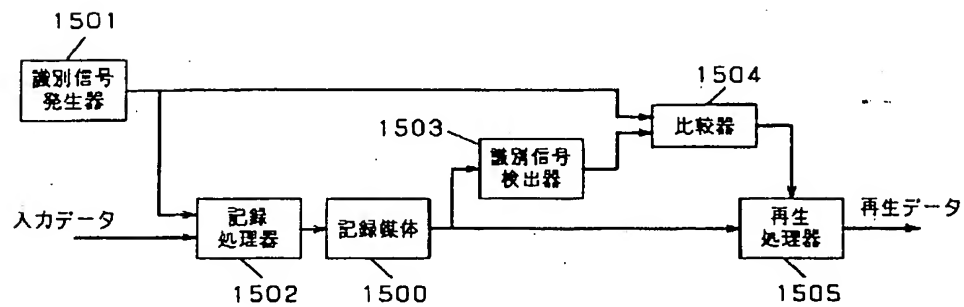 1501
識別信号
発生器
1504
比較器
1503
識別信号
検出器
入力データ
記録
処理器
記録媒体
再生
処理器
再生データ
1502
1500
1505